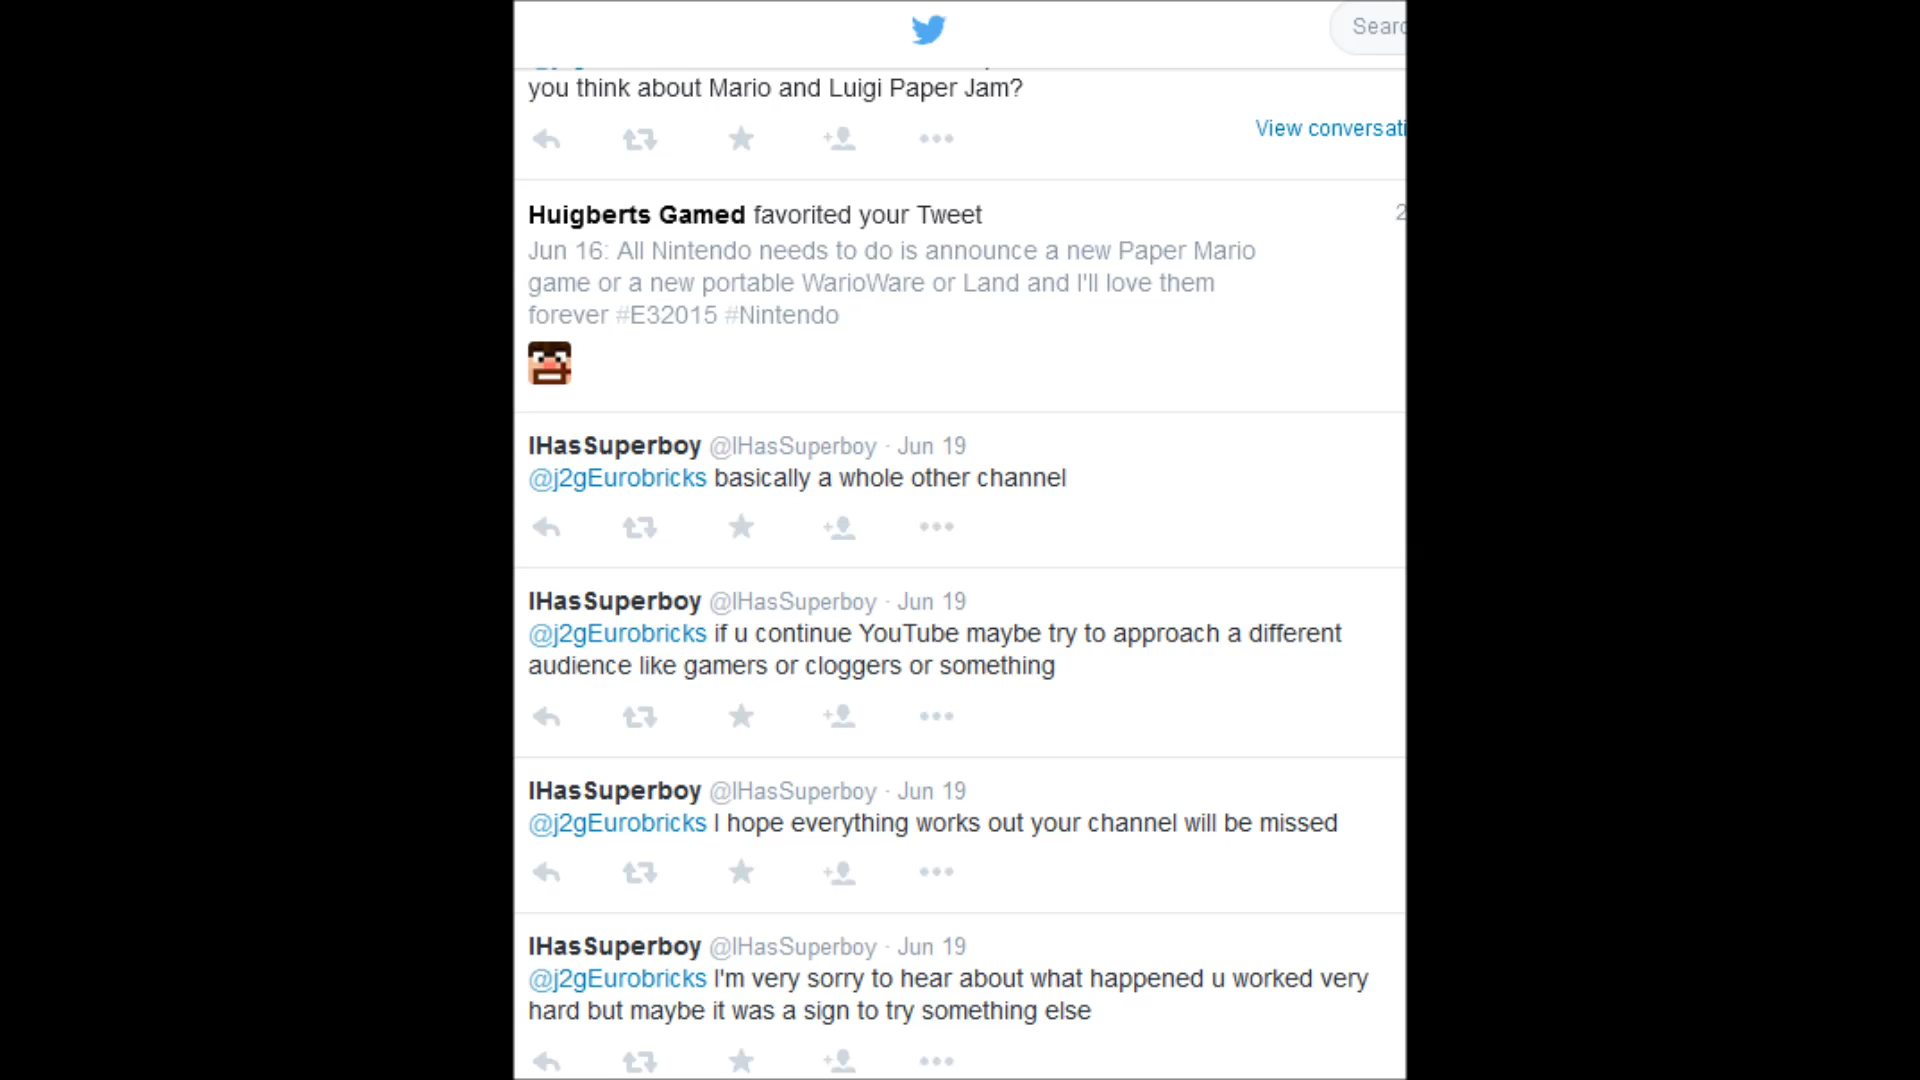 Searc
you think about Mario and Luigi Paper Jam?
View conversati
Huigberts Gamed favorited your Tweet
2
Jun 16: All Nintendo needs to do is announce a new Paper Mario
game or a new portable WarioWare or Land and I'll love them
forever #E32015 #Nintendo
IHasSuperboy @IHasSuperboy · Jun 19
@j2gEurobricks basically a whole other channel
IHasSuperboy @IHasSuperboy · Jun 19
@j2gEurobricks if u continue YouTube maybe try to approach a different
audience like gamers or cloggers or something
IHasSuperboy @IHasSuperboy · Jun 19
@j2gEurobricks I hope everything works out your channel will be missed
IHasSuperboy @IHasSuperboy · Jun 19
@j2gEurobricks I'm very sorry to hear about what happened u worked very
hard but maybe it was a sign to try something else